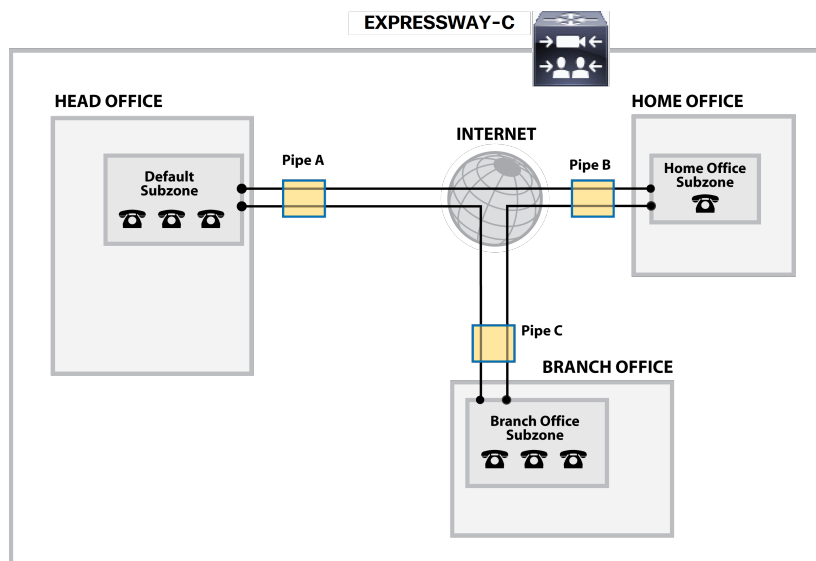 EXPRESSWAY-C
HEAD OFFICE
HOME OFFICE
INTERNET
Pipe A
Pipe B
Default
Subzone
Home Office
Subzone
Pipe C
BRANCH OFFICE
Branch Office
Subzone